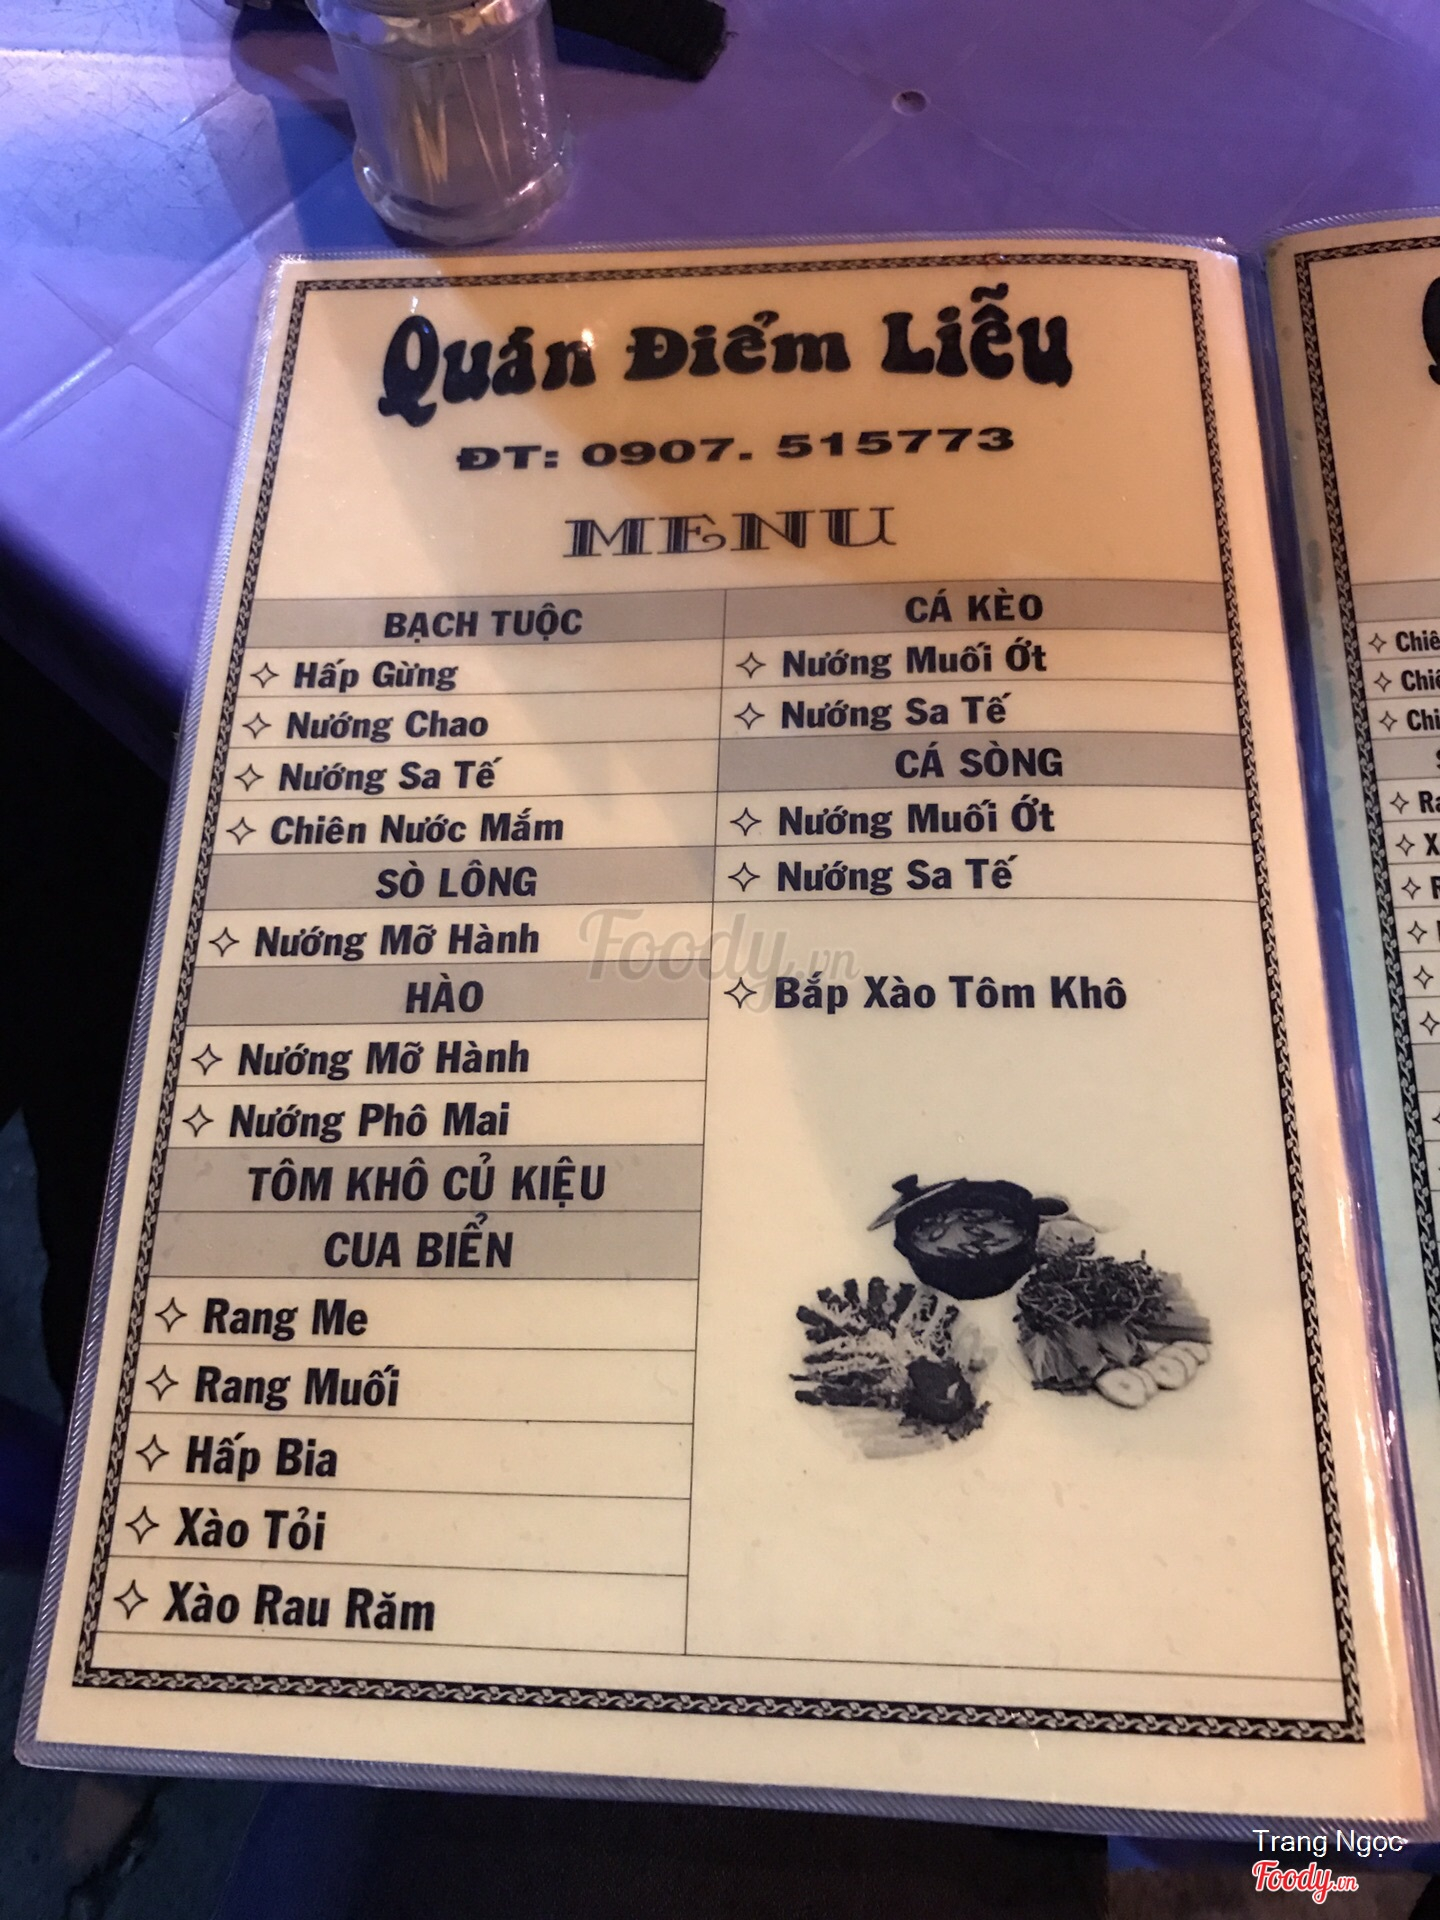 Quán Điểm Liễu
ĐT: 0907. 515773
MENU
BẠCH TUỘC
✧ Hấp Gừng
✧ Nướng Chao
✧ Nướng Sa Tế
✧ Chiên Nước Mắm
SÒ LÔNG
✧ Nướng Mỡ Hành
HÀO
✧ Nướng Mỡ Hành
✧ Nướng Phô Mai
TÔM KHÔ CỦ KIỆU
CUA BIỂN
✧ Rang Me
✧ Rang Muối
✧ Hấp Bia
✧ Xào Tỏi
✧ Xào Rau Răm
CÁ KÈO
✧ Nướng Muối Ớt
✧ Nướng Sa Tế
CÁ SÒNG
✧ Nướng Muối Ớt
✧ Nướng Sa Tế
✧ Bắp Xào Tôm Khô
Foody.vn
Trang Ngọc
Foody.vn